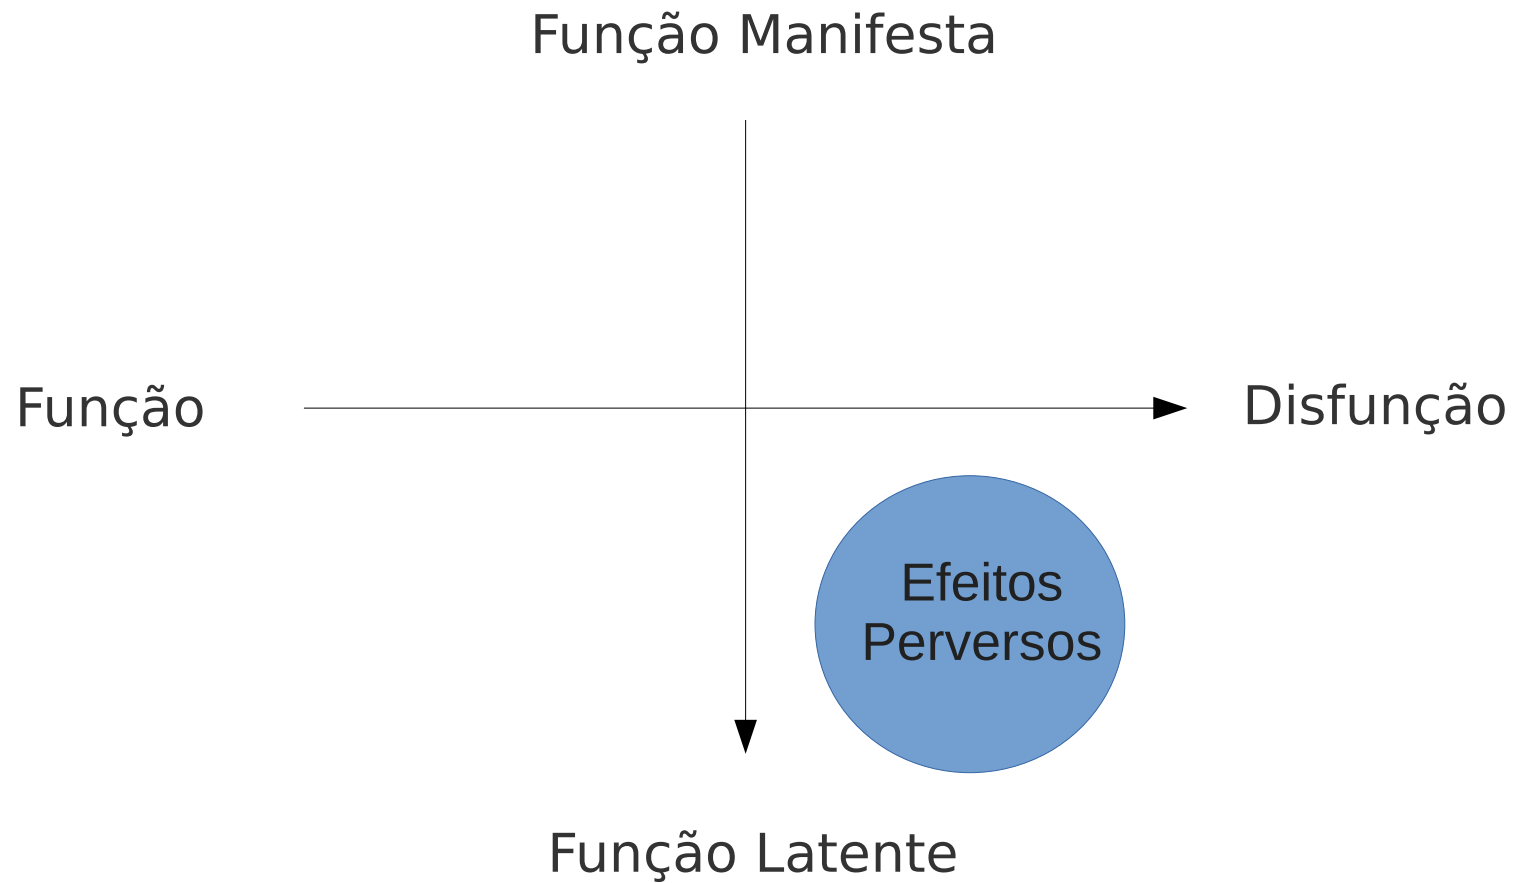 Função Manifesta
Função
Disfunção
Efeitos
Perversos
Função Latente